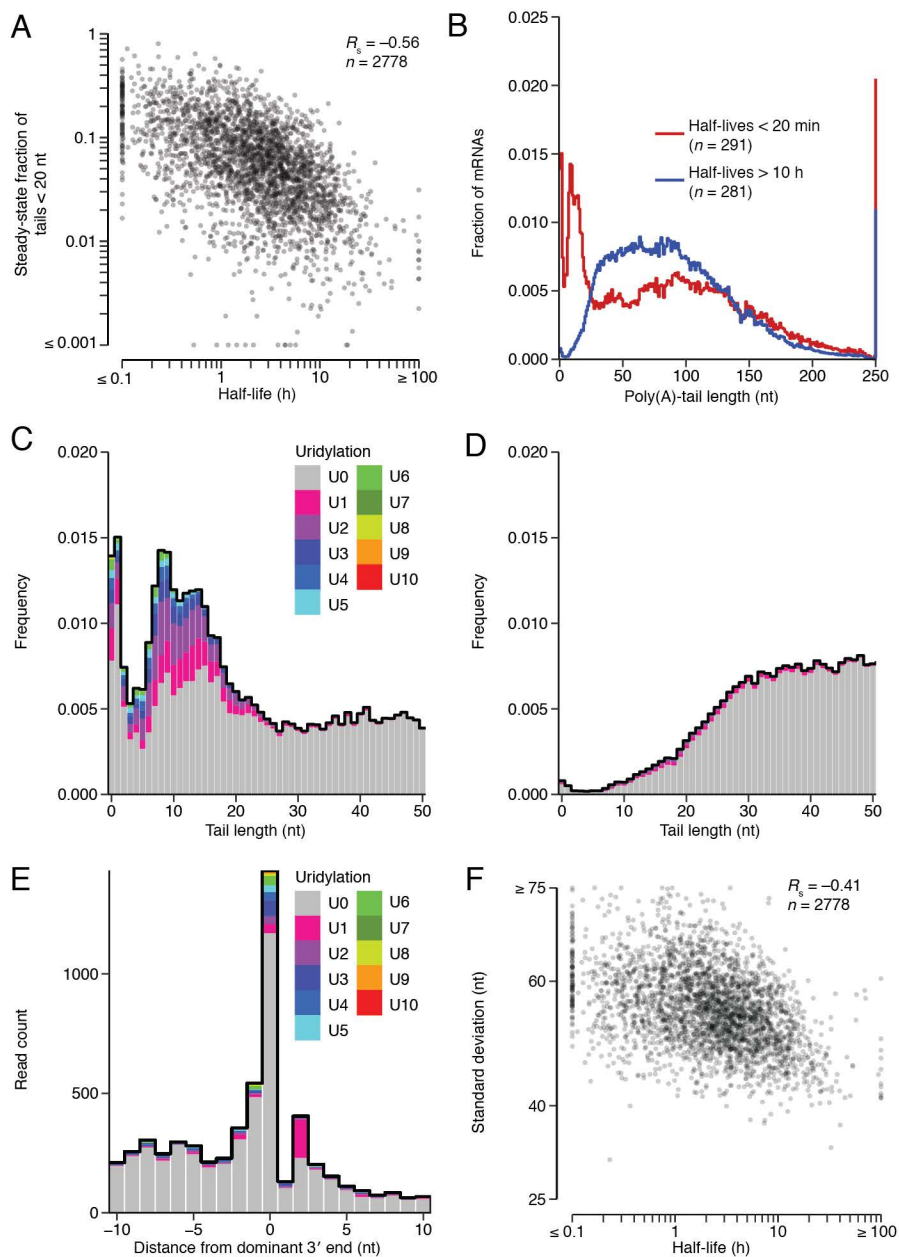 A
R_s = −0.56
n = 2778
Steady-state fraction of
tails < 20 nt
1
0.1
0.01
≤ 0.001
≤ 0.1
1
10
≥ 100
Half-life (h)
B
Fraction of mRNAs
0.025
0.020
0.015
0.010
0.005
0.000
Half-lives < 20 min
(n = 291)
Half-lives > 10 h
(n = 281)
0
50
100
150
200
250
Poly(A)-tail length (nt)
C
Frequency
0.020
0.015
0.010
0.005
0.000
Uridylation
U0
U1
U2
U3
U4
U5
U6
U7
U8
U9
U10
0
10
20
30
40
50
Tail length (nt)
D
Frequency
0.020
0.015
0.010
0.005
0.000
0
10
20
30
40
50
Tail length (nt)
E
Read count
1000
500
0
Uridylation
U0
U1
U2
U3
U4
U5
U6
U7
U8
U9
U10
−10
−5
0
5
10
Distance from dominant 3′ end (nt)
F
R_s = −0.41
n = 2778
Standard deviation (nt)
≥ 75
60
40
25
≤ 0.1
1
10
≥ 100
Half-life (h)